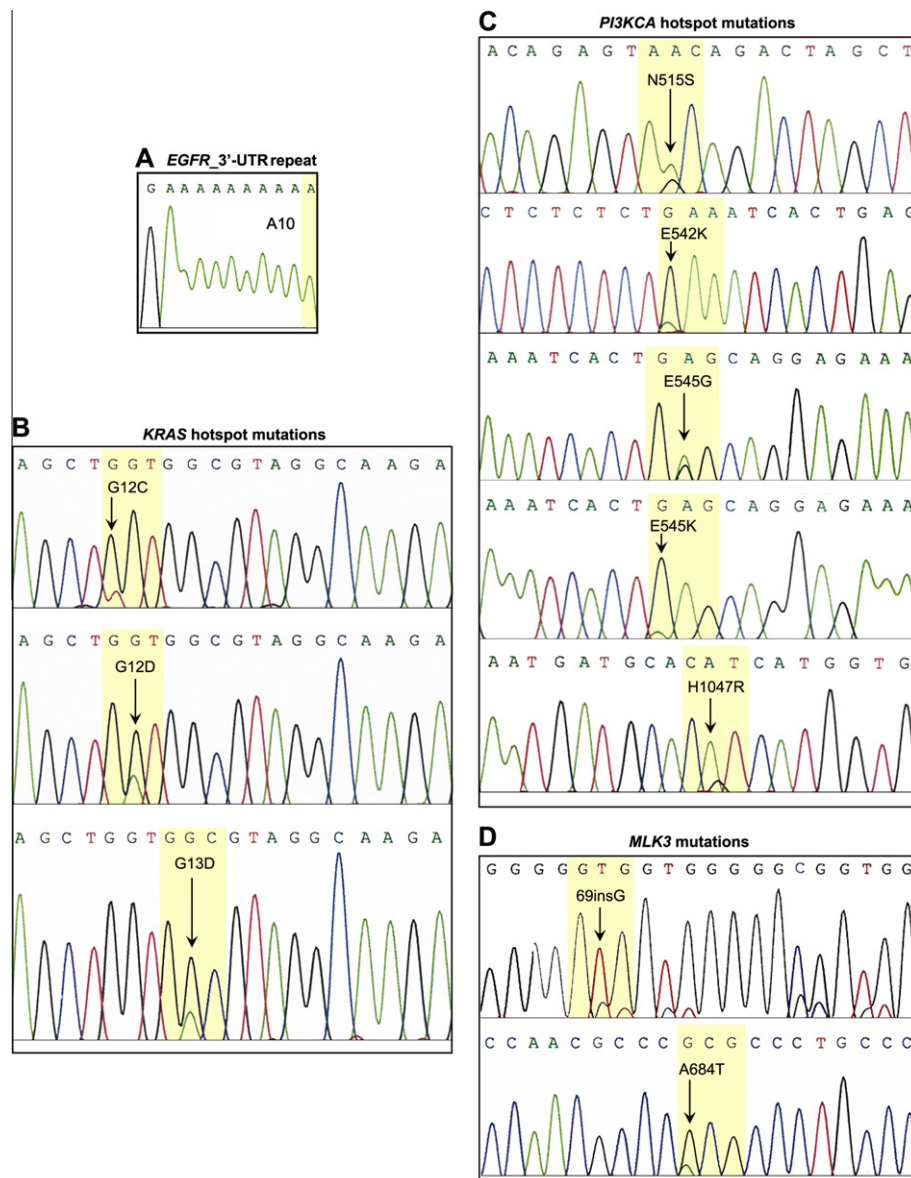 A EGFR_3'-UTR repeat
G A A A A A A A A A A
A10
B KRAS hotspot mutations
A G C T G G T G G C G T A G G C A A G A
G12C
A G C T G G T G G C G T A G G C A A G A
G12D
A G C T G G T G G C G T A G G C A A G A
G13D
C PI3KCA hotspot mutations
A C A G A G T A A C A G A C T A G C T
N515S
C T C T C T C T G A A A T C A C T G A G
E542K
A A A T C A C T G A G C A G G A G A A A
E545G
A A A T C A C T G A G C A G G A G A A A
E545K
A A T G A T G C A C A T C A T G G T G
H1047R
D MLK3 mutations
G G G G G T G G T G G G G G C G G T G G
69insG
C C A A C G C C C G C G C C C T G C C C
A684T